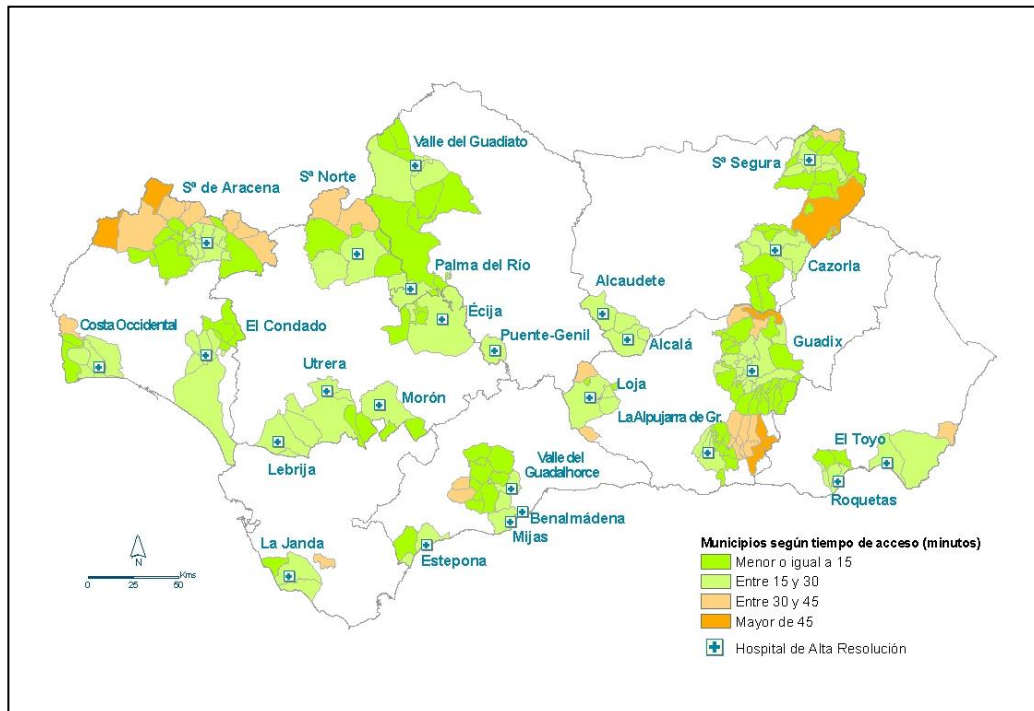 Valle del Guadiato
Sª Segura
Sª Norte
Sª de Aracena
Cazorla
Palma del Río
Alcaudete
Écija
Costa Occidental
El Condado
Puente-Genil
Alcalá
Guadix
Utrera
Loja
Morón
La Alpujarra de Gr.
El Toyo
Lebrija
Valle del
Guadalhorce
Roquetas
Benalmádena
Mijas
La Janda
Estepona
N
Kms
0 25 50
Municipios según tiempo de acceso (minutos)
Menor o igual a 15
Entre 15 y 30
Entre 30 y 45
Mayor de 45
Hospital de Alta Resolución